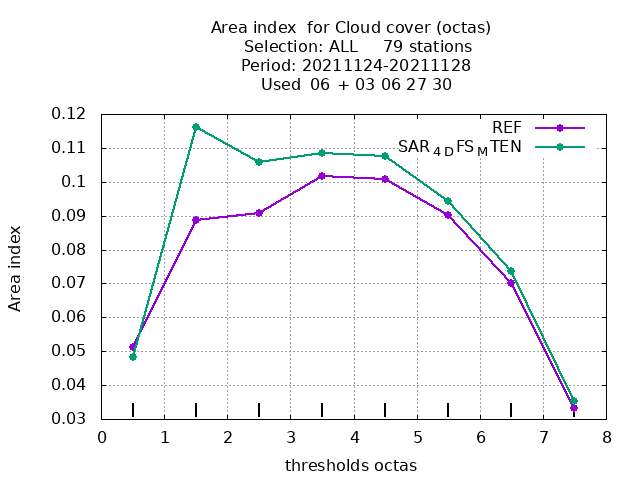 Area index  for Cloud cover (octas)
Selection: ALL     79 stations
Period: 20211124-20211128
Used  06  + 03 06 27 30
0.12
0.11
0.1
0.09
0.08
0.07
0.06
0.05
0.04
0.03
Area index
REF
SAR4DFSMTEN
0 1 2 3 4 5 6 7 8
thresholds octas